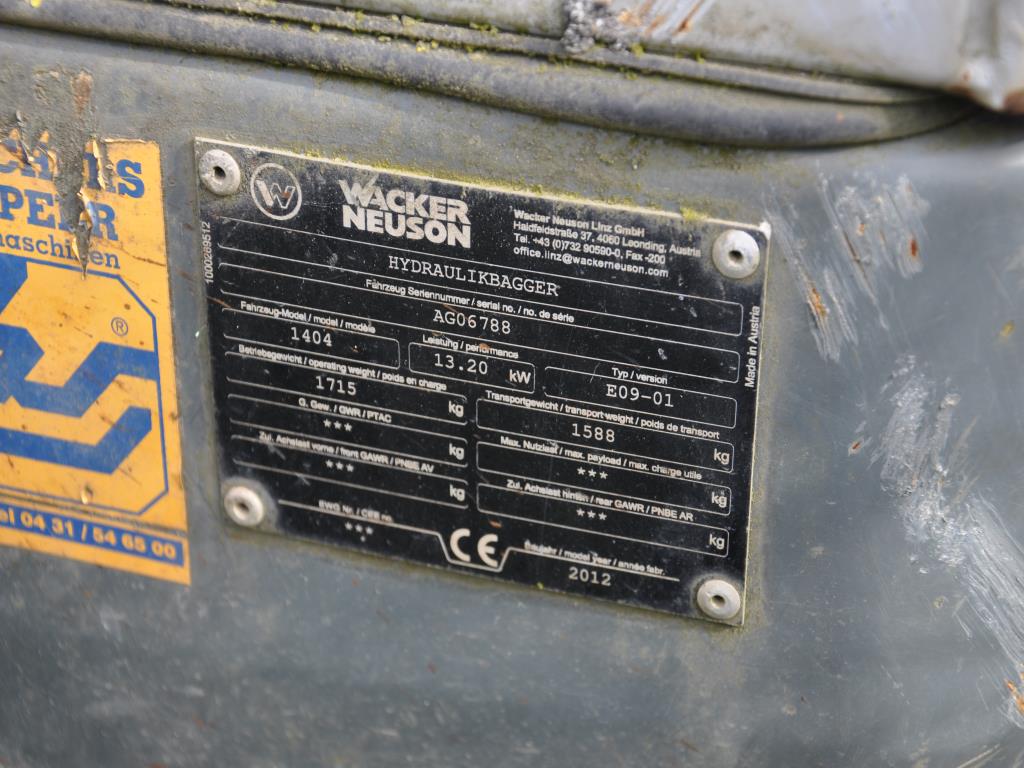 ns
maschinen
®
el 04 31 / 54 65 00
1000269512
W
WACKER
NEUSON
Wacker Neuson Linz GmbH
Haidfeldstraße 37, 4060 Leonding, Austria
Tel. +43 (0)732 90590-0, Fax -200
office.linz@wackerneuson.com
HYDRAULIKBAGGER
Fahrzeug Seriennummer / serial no. / no. de série
AG06788
Fahrzeug-Model / model / modèle
1404
Leistung / performance
13.20 kW
Typ / version
E09-01
Betriebsgewicht / operating weight / poids en charge
1715 kg
Transportgewicht / transport weight / poids de transport
1588 kg
G. Gew. / GWR / PTAC
*** kg
Max. Nutzlast / max. payload / max. charge utile
*** kg
Zul. Achslast vorne / front GAWR / PNBE AV
*** kg
Zul. Achslast hinten / rear GAWR / PNBE AR
*** kg
EWG Nr. / CEE no.
***
CE
Baujahr / model year / année fabr.
2012
Made in Austria